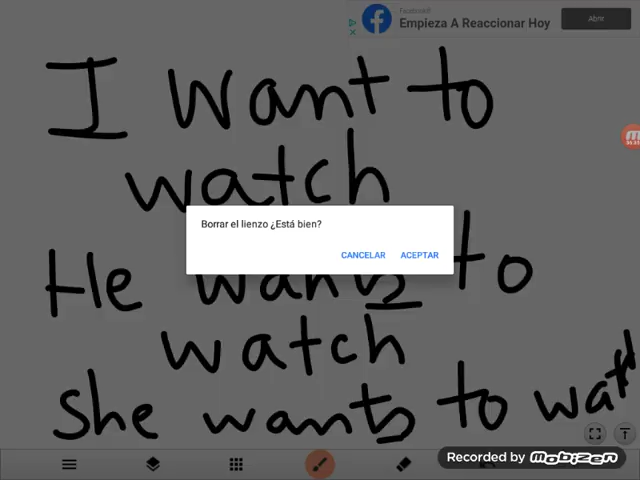 Facebook®
Empieza A Reaccionar Hoy
Abrir
I want to
watch
Borrar el lienzo ¿Está bien?
CANCELAR ACEPTAR
He wants to
watch
She wants to watch
Recorded by Mobizen